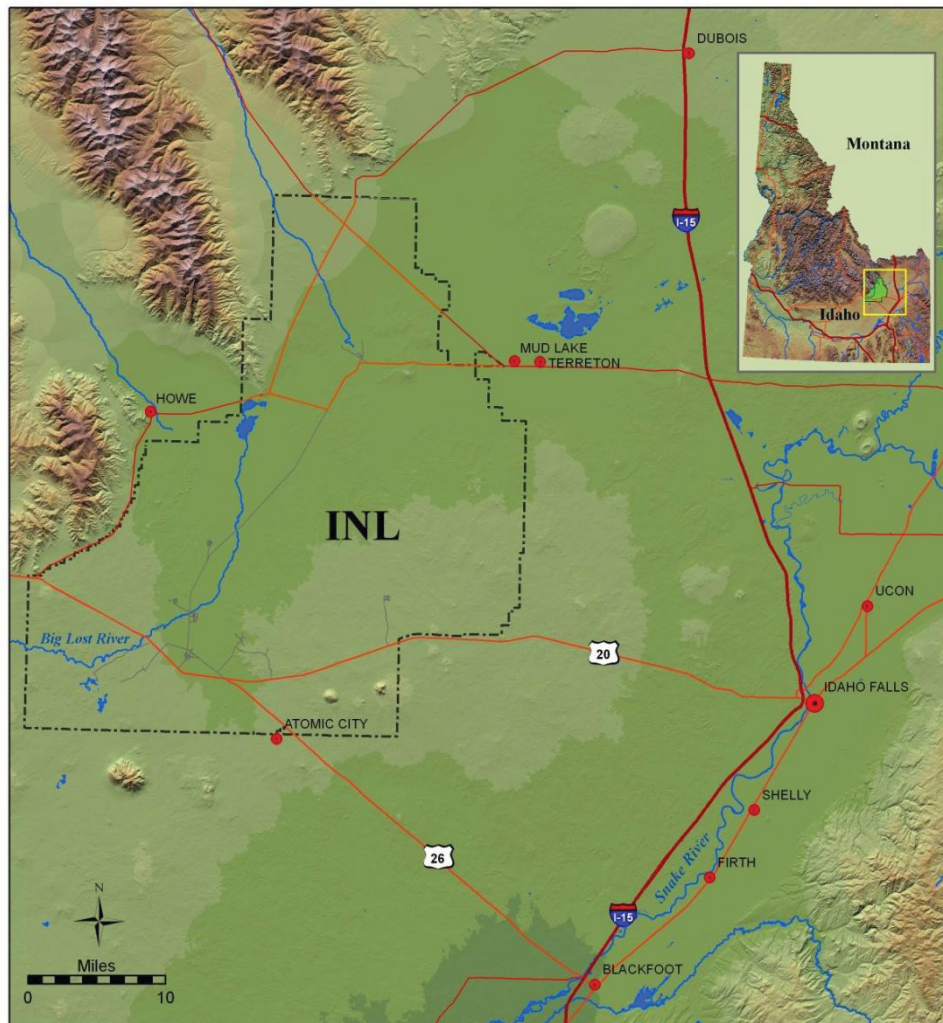 DUBOIS
Montana
I-15
Idaho
MUD LAKE
TERRETON
HOWE
INL
UCON
Big Lost River
20
IDAHO FALLS
ATOMIC CITY
SHELLY
26
Snake River
FIRTH
N
I-15
Miles
0 10
BLACKFOOT